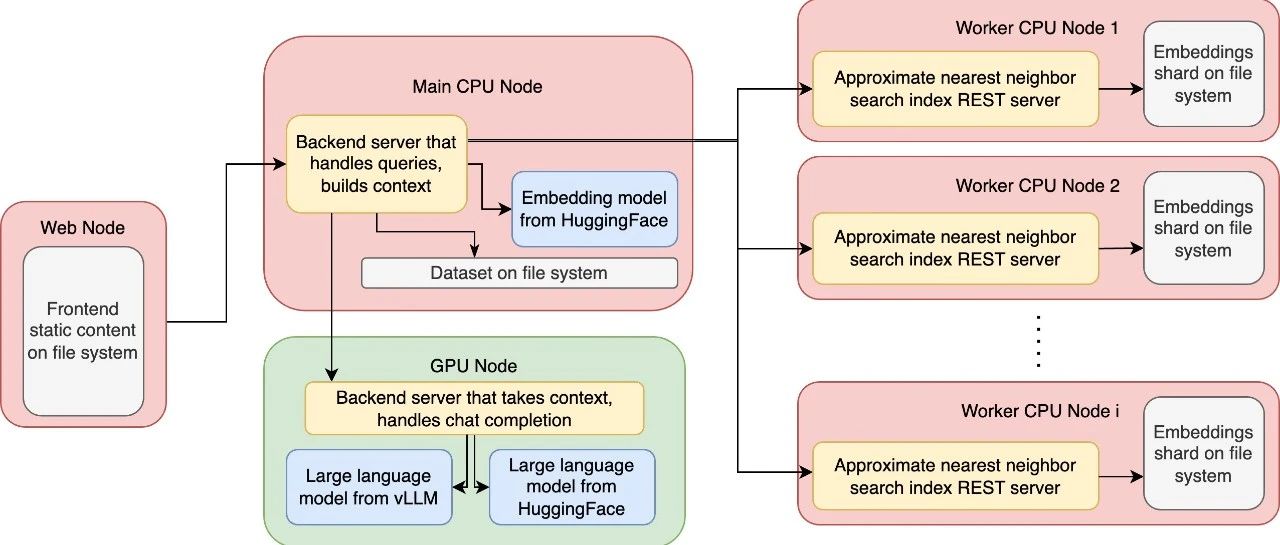 Web Node
Frontend
static content
on file system
Main CPU Node
Backend server that
handles queries,
builds context
Embedding model
from HuggingFace
Dataset on file system
GPU Node
Backend server that takes context,
handles chat completion
Large language
model from vLLM
Large language
model from
HuggingFace
Worker CPU Node 1
Approximate nearest neighbor
search index REST server
Embeddings
shard on file
system
Worker CPU Node 2
Approximate nearest neighbor
search index REST server
Embeddings
shard on file
system
Worker CPU Node i
Approximate nearest neighbor
search index REST server
Embeddings
shard on file
system